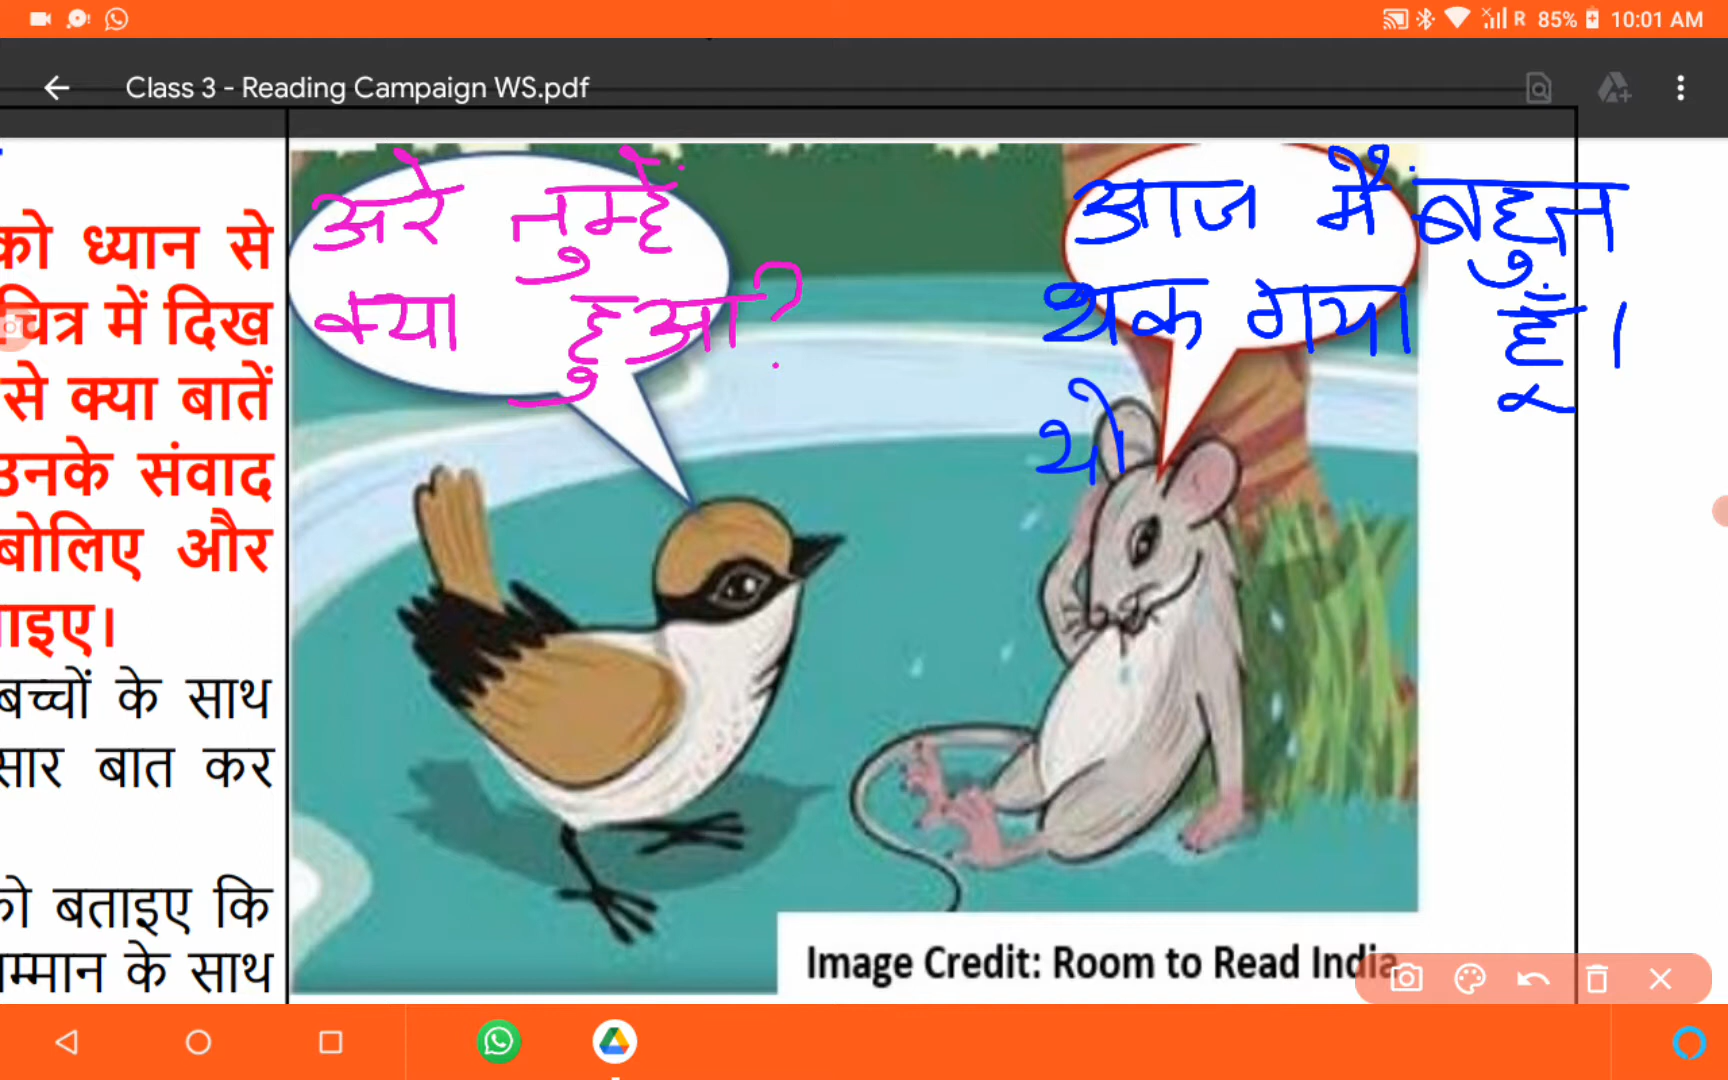 R 85% 10:01 AM
Class 3 - Reading Campaign WS.pdf
को ध्यान से
चित्र में दिख
से क्या बातें
उनके संवाद
बोलिए और
ाइए।
बच्चों के साथ
सार बात कर
को बताइए कि
म्मान के साथ
अरे तुम्हें
क्या हुआ?
आज मैं बहुत
थक गया हूँ।
यो
Image Credit: Room to Read India